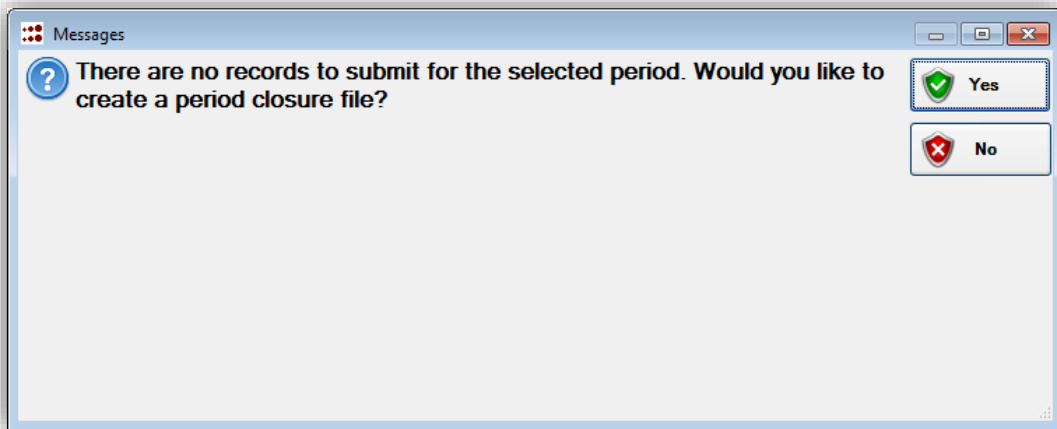 Messages
There are no records to submit for the selected period. Would you like to
create a period closure file?
Yes
No